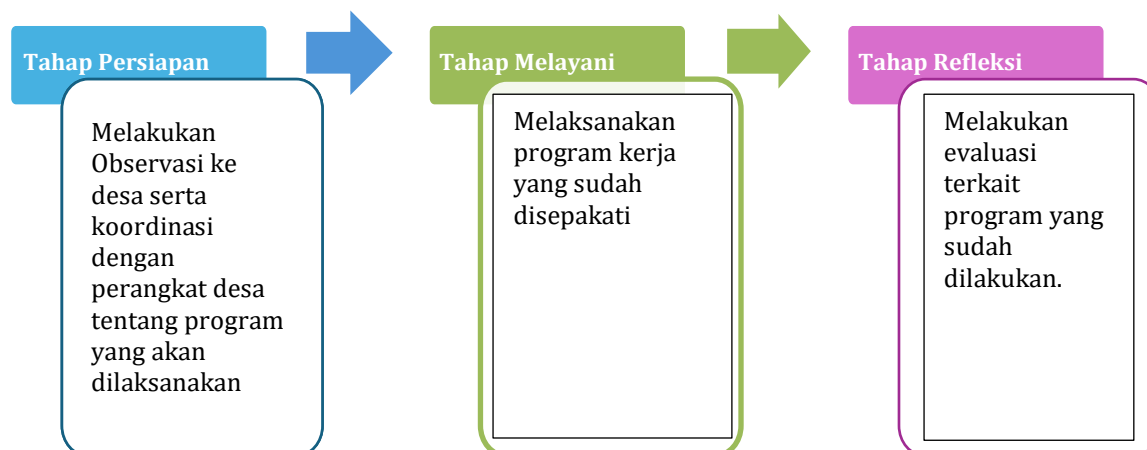 Tahap Persiapan
Melakukan
Observasi ke
desa serta
koordinasi
dengan
perangkat desa
tentang program
yang akan
dilaksanakan
Tahap Melayani
Melaksanakan
program kerja
yang sudah
disepakati
Tahap Refleksi
Melakukan
evaluasi
terkait
program yang
sudah
dilakukan.